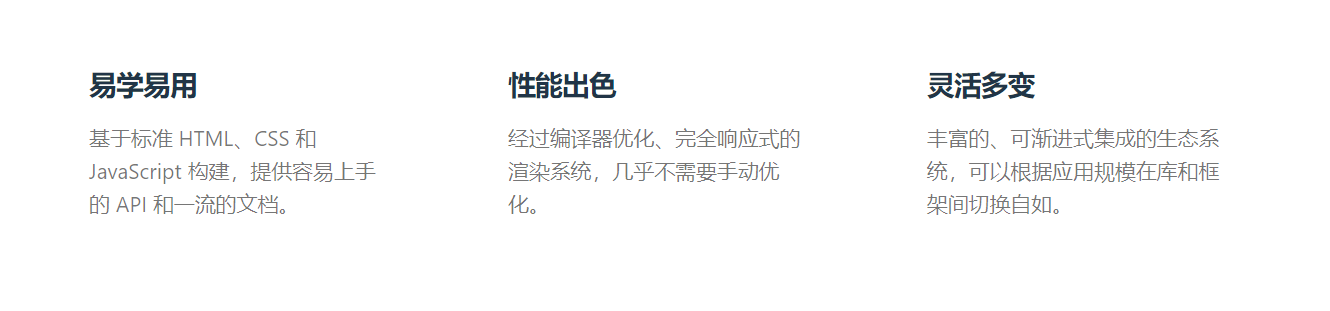 易学易用
基于标准 HTML、CSS 和
JavaScript 构建，提供容易上手
的 API 和一流的文档。
性能出色
经过编译器优化、完全响应式的
渲染系统，几乎不需要手动优
化。
灵活多变
丰富的、可渐进式集成的生态系
统，可以根据应用规模在库和框
架间切换自如。